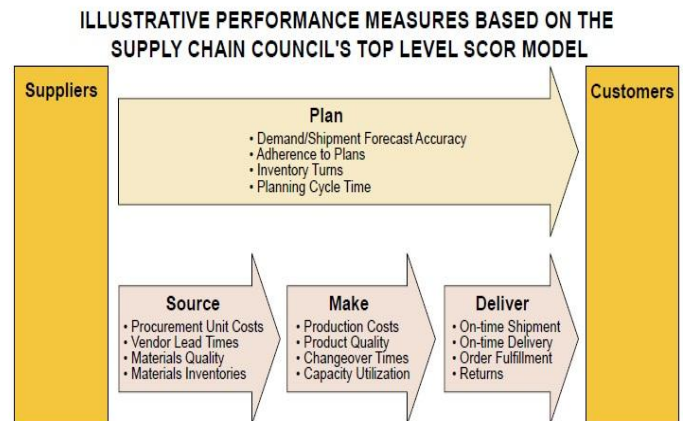 ILLUSTRATIVE PERFORMANCE MEASURES BASED ON THE
SUPPLY CHAIN COUNCIL'S TOP LEVEL SCOR MODEL
Suppliers
Customers
Plan
• Demand/Shipment Forecast Accuracy
• Adherence to Plans
• Inventory Turns
• Planning Cycle Time
Source
• Procurement Unit Costs
• Vendor Lead Times
• Materials Quality
• Materials Inventories
Make
• Production Costs
• Product Quality
• Changeover Times
• Capacity Utilization
Deliver
• On-time Shipment
• On-time Delivery
• Order Fulfillment
• Returns